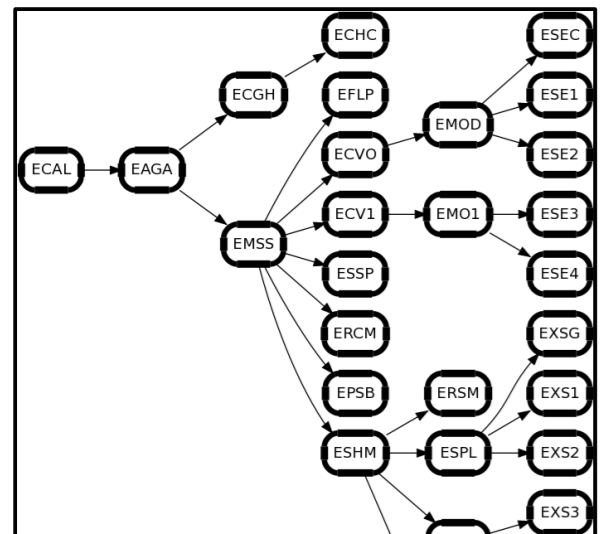 ECHC
ESEC
ECGH
EFLP
ESE1
EMOD
ECVO
ESE2
ECAL
EAGA
ECV1
EMO1
ESE3
EMSS
ESSP
ESE4
ERCM
EXSG
EPSB
ERSM
EXS1
ESHM
ESPL
EXS2
EXS3